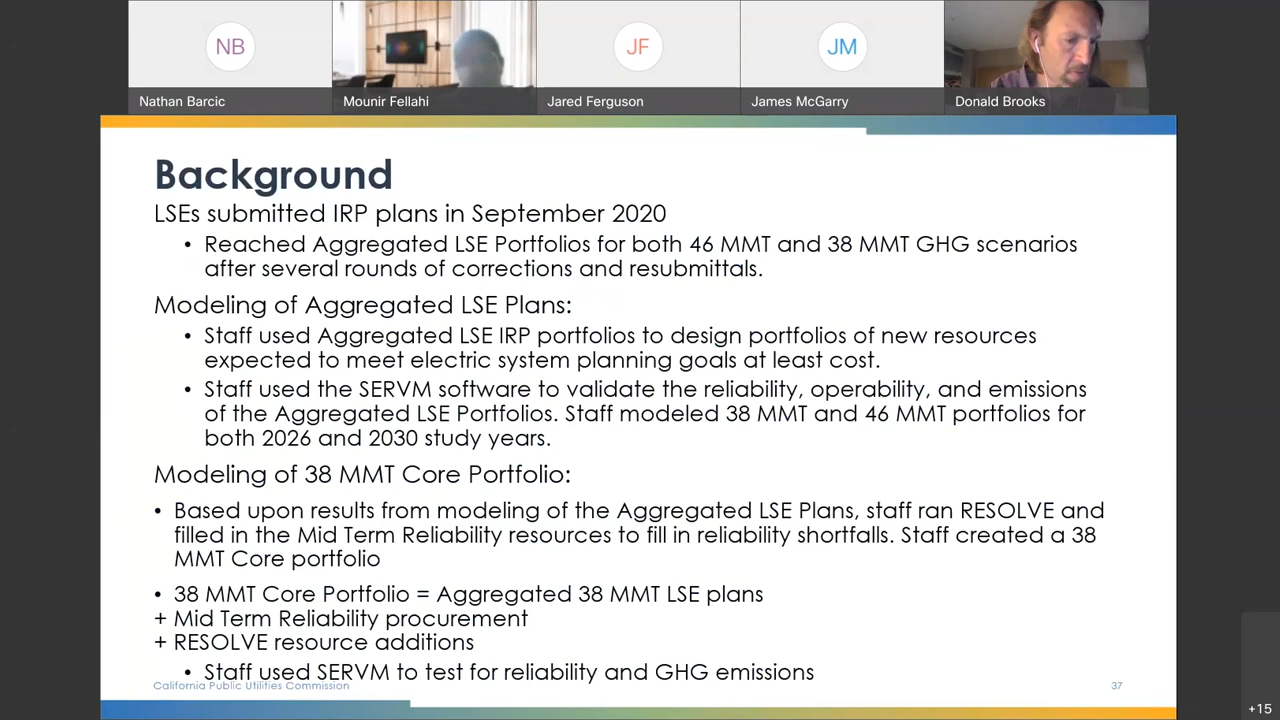 NB
JF
JM
Nathan Barcic
Mounir Fellahi
Jared Ferguson
James McGarry
Donald Brooks
Background
LSEs submitted IRP plans in September 2020
• Reached Aggregated LSE Portfolios for both 46 MMT and 38 MMT GHG scenarios
after several rounds of corrections and resubmittals.
Modeling of Aggregated LSE Plans:
• Staff used Aggregated LSE IRP portfolios to design portfolios of new resources
expected to meet electric system planning goals at least cost.
• Staff used the SERVM software to validate the reliability, operability, and emissions
of the Aggregated LSE Portfolios. Staff modeled 38 MMT and 46 MMT portfolios for
both 2026 and 2030 study years.
Modeling of 38 MMT Core Portfolio:
• Based upon results from modeling of the Aggregated LSE Plans, staff ran RESOLVE and
filled in the Mid Term Reliability resources to fill in reliability shortfalls. Staff created a 38
MMT Core portfolio
• 38 MMT Core Portfolio = Aggregated 38 MMT LSE plans
+ Mid Term Reliability procurement
+ RESOLVE resource additions
• Staff used SERVM to test for reliability and GHG emissions
California Public Utilities Commission
37
+15